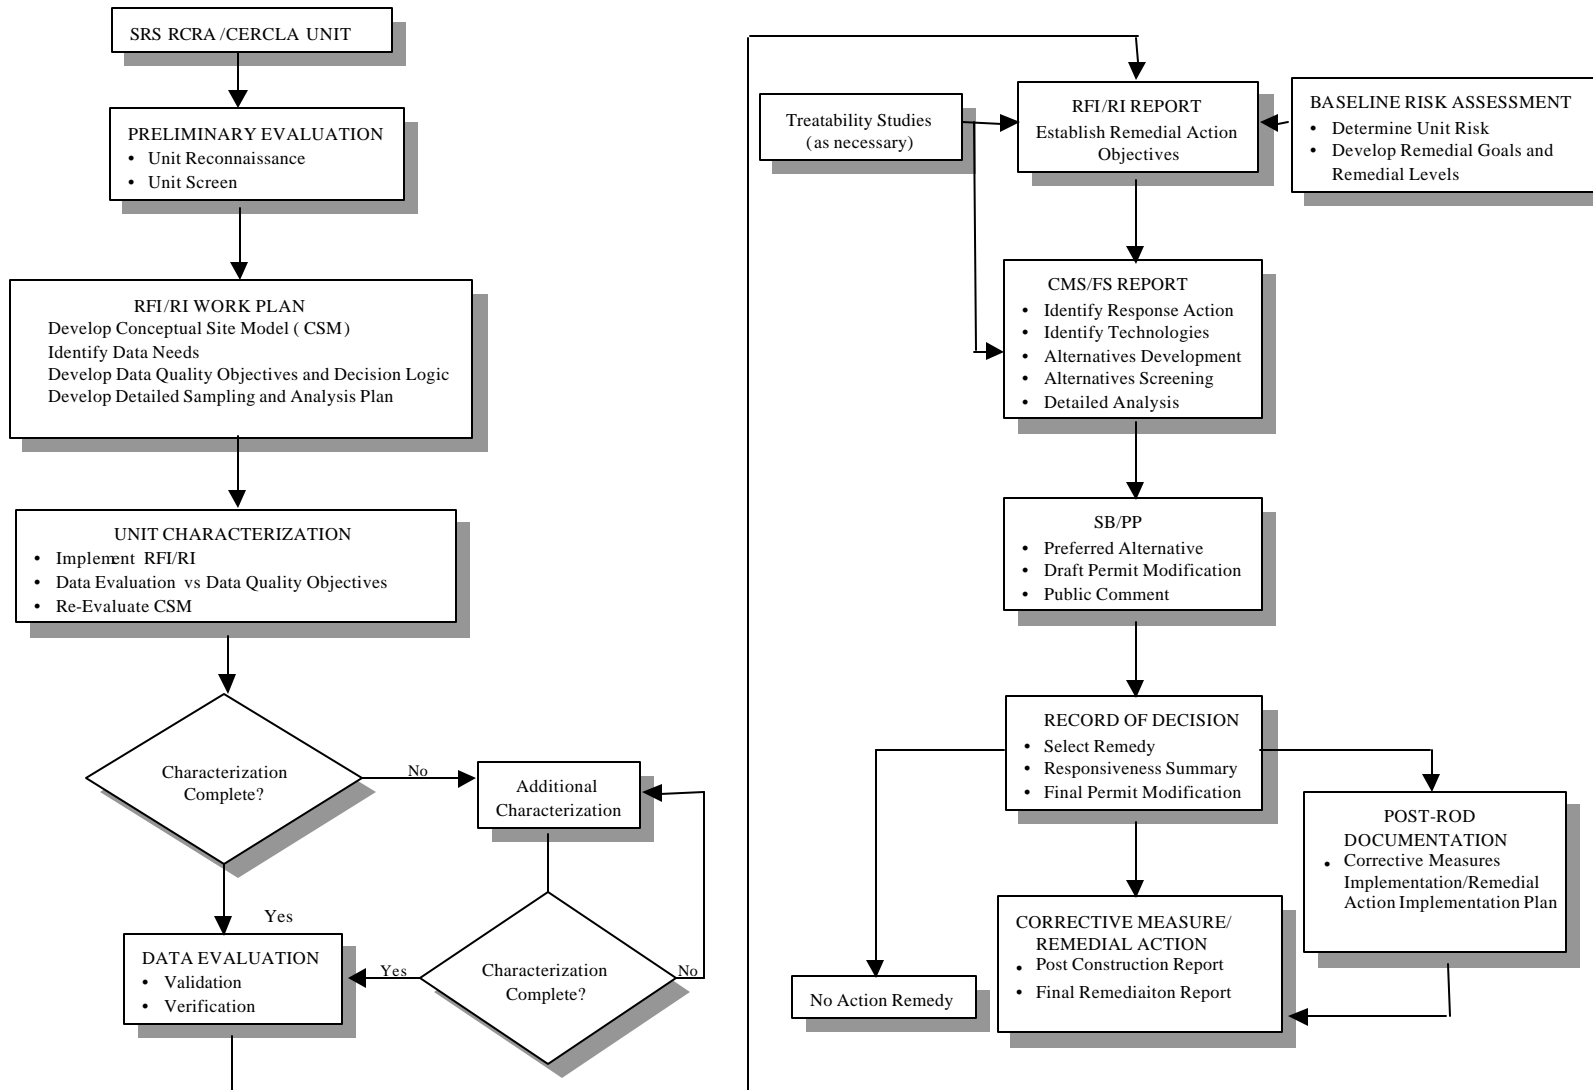 SRS RCRA /CERCLA UNIT
PRELIMINARY EVALUATION
• Unit Reconnaissance
• Unit Screen
RFI/RI WORK PLAN
Develop Conceptual Site Model ( CSM )
Identify Data Needs
Develop Data Quality Objectives and Decision Logic
Develop Detailed Sampling and Analysis Plan
UNIT CHARACTERIZATION
• Implement RFI/RI
• Data Evaluation vs Data Quality Objectives
• Re-Evaluate CSM
Characterization
Complete?
No
Additional
Characterization
Yes
DATA EVALUATION
• Validation
• Verification
Yes
Characterization
Complete?
No
Treatability Studies
( as necessary)
RFI/RI REPORT
Establish Remedial Action
Objectives
BASELINE RISK ASSESSMENT
• Determine Unit Risk
• Develop Remedial Goals and
Remedial Levels
CMS/FS REPORT
• Identify Response Action
• Identify Technologies
• Alternatives Development
• Alternatives Screening
• Detailed Analysis
SB/PP
• Preferred Alternative
• Draft Permit Modification
• Public Comment
RECORD OF DECISION
• Select Remedy
• Responsiveness Summary
• Final Permit Modification
POST-ROD
DOCUMENTATION
• Corrective Measures
Implementation/Remedial
Action Implementation Plan
CORRECTIVE MEASURE/
REMEDIAL ACTION
• Post Construction Report
• Final Remediaiton Report
No Action Remedy